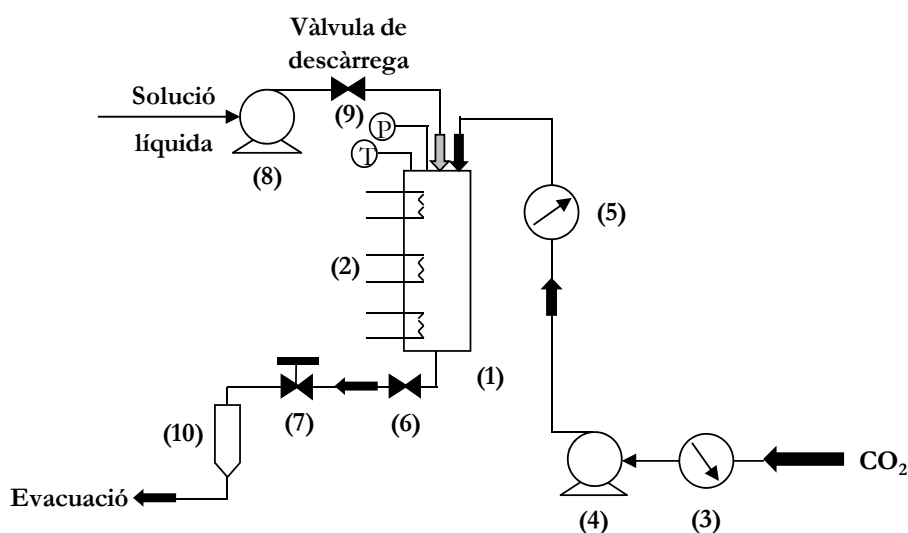 Vàlvula de
descàrrega
Solució
líquida
(9)
P
T
(8)
(5)
(2)
(1)
(10)
(7)
(6)
CO₂
Evacuació
(4)
(3)